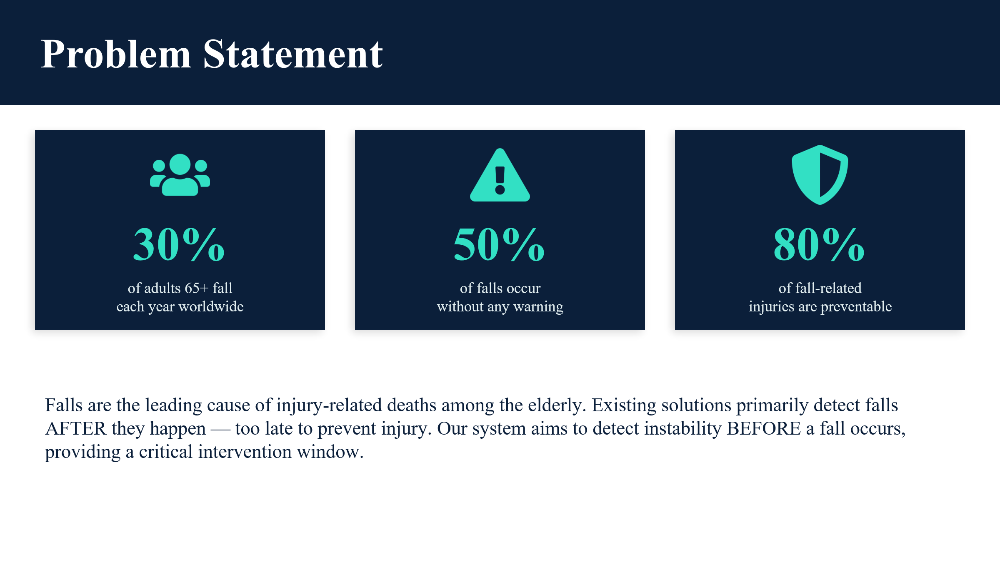 Problem Statement
30%
of adults 65+ fall
each year worldwide
50%
of falls occur
without any warning
80%
of fall-related
injuries are preventable
Falls are the leading cause of injury-related deaths among the elderly. Existing solutions primarily detect falls
AFTER they happen — too late to prevent injury. Our system aims to detect instability BEFORE a fall occurs,
providing a critical intervention window.